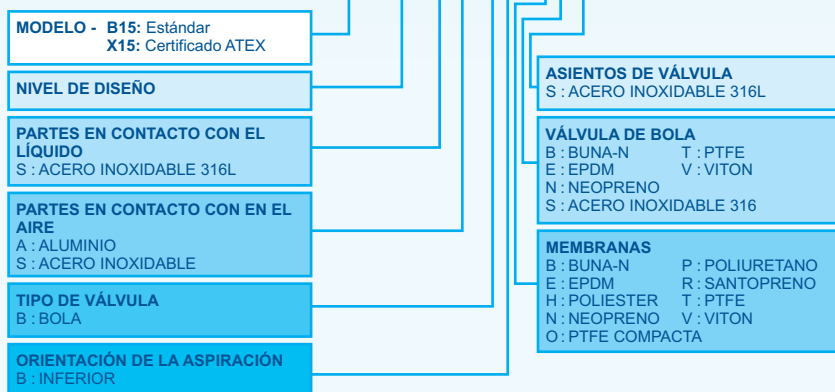 MODELO - B15: Estándar
X15: Certificado ATEX
NIVEL DE DISEÑO
PARTES EN CONTACTO CON EL
LÍQUIDO
S : ACERO INOXIDABLE 316L
PARTES EN CONTACTO CON EN EL
AIRE
A : ALUMINIO
S : ACERO INOXIDABLE
TIPO DE VÁLVULA
B : BOLA
ORIENTACIÓN DE LA ASPIRACIÓN
B : INFERIOR
ASIENTOS DE VÁLVULA
S : ACERO INOXIDABLE 316L
VÁLVULA DE BOLA
B : BUNA-N T : PTFE
E : EPDM V : VITON
N : NEOPRENO
S : ACERO INOXIDABLE 316
MEMBRANAS
B : BUNA-N P : POLIURETANO
E : EPDM R : SANTOPRENO
H : POLIESTER T : PTFE
N : NEOPRENO V : VITON
O : PTFE COMPACTA